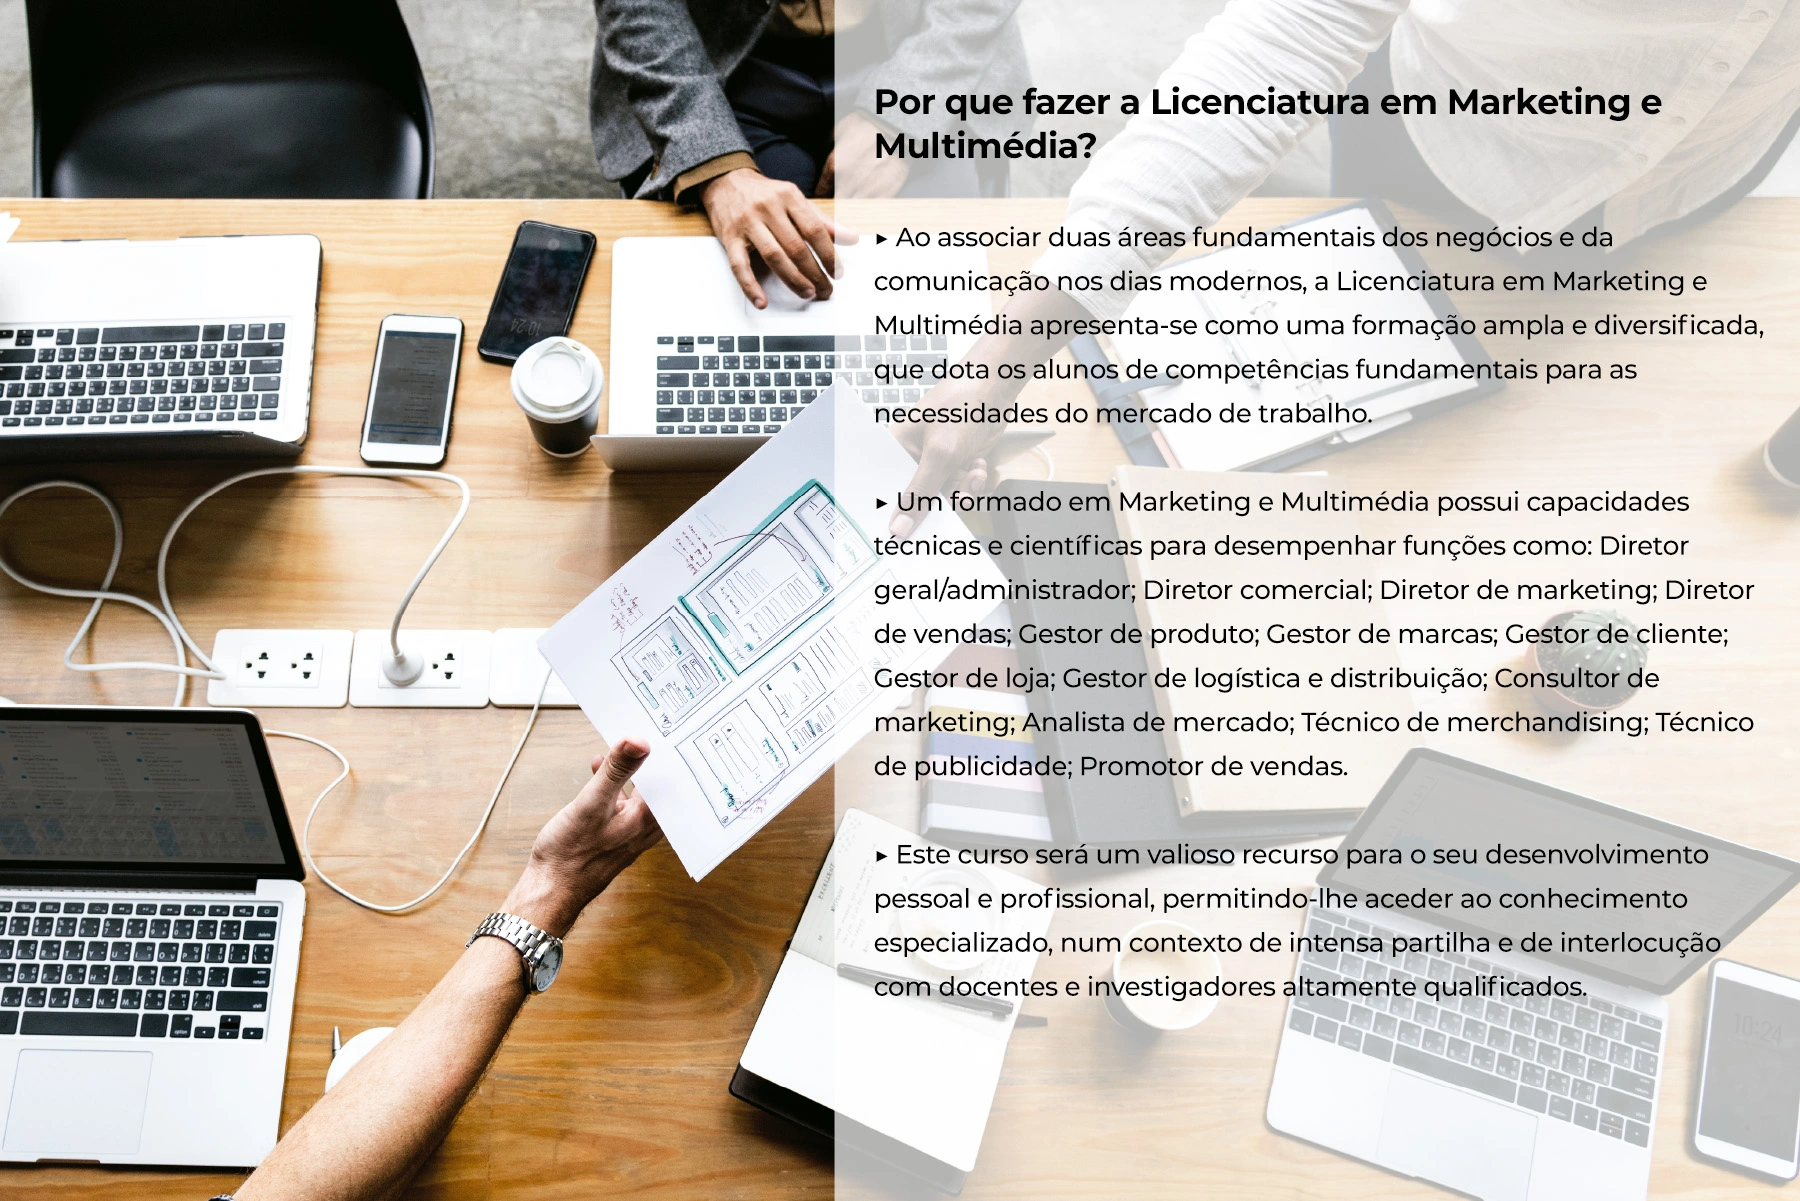 Por que fazer a Licenciatura em Marketing e
Multimédia?
▸ Ao associar duas áreas fundamentais dos negócios e da
comunicação nos dias modernos, a Licenciatura em Marketing e
Multimédia apresenta-se como uma formação ampla e diversificada,
que dota os alunos de competências fundamentais para as
necessidades do mercado de trabalho.
▸ Um formado em Marketing e Multimédia possui capacidades
técnicas e científicas para desempenhar funções como: Diretor
geral/administrador; Diretor comercial; Diretor de marketing; Diretor
de vendas; Gestor de produto; Gestor de marcas; Gestor de cliente;
Gestor de loja; Gestor de logística e distribuição; Consultor de
marketing; Analista de mercado; Técnico de merchandising; Técnico
de publicidade; Promotor de vendas.
▸ Este curso será um valioso recurso para o seu desenvolvimento
pessoal e profissional, permitindo-lhe aceder ao conhecimento
especializado, num contexto de intensa partilha e de interlocução
com docentes e investigadores altamente qualificados.
10:24
10:24